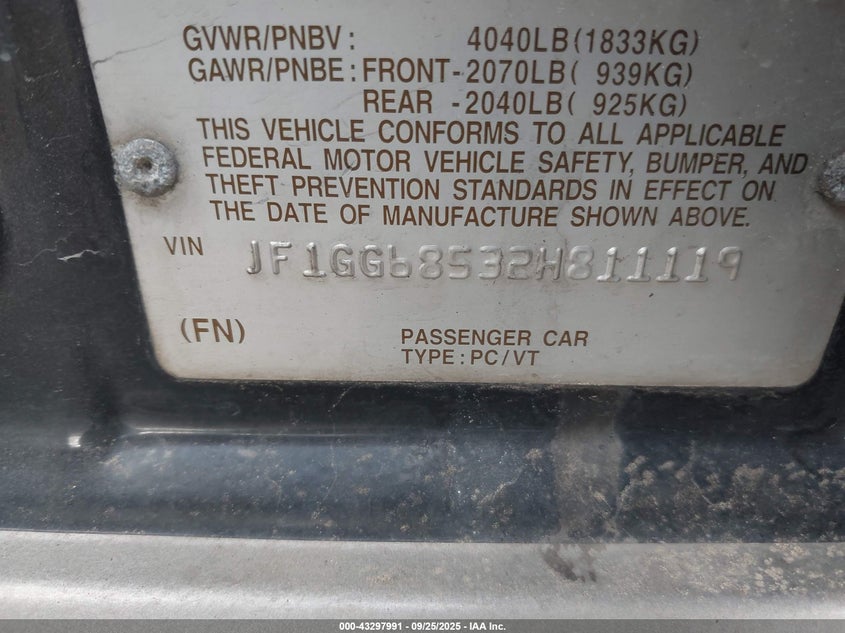 GVWR/PNBV : 4040LB(1833KG)
GAWR/PNBE : FRONT-2070LB( 939KG)
REAR -2040LB( 925KG)
THIS VEHICLE CONFORMS TO ALL APPLICABLE
FEDERAL MOTOR VEHICLE SAFETY, BUMPER, AND
THEFT PREVENTION STANDARDS IN EFFECT ON
THE DATE OF MANUFACTURE SHOWN ABOVE.
VIN JF1GG68532H811119
(FN) PASSENGER CAR
TYPE : PC/VT
000-43297991 - 09/25/2025 - IAA Inc.